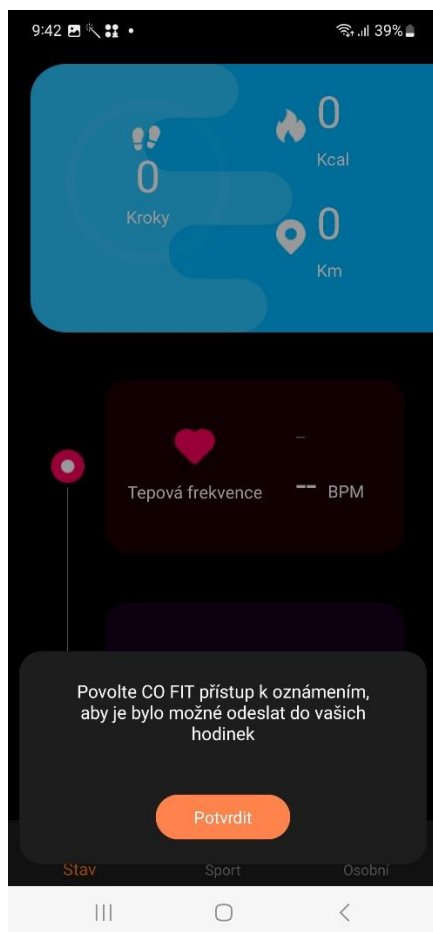 9:42
39%
0
Kroky
0
Kcal
0
Km
--
Tepová frekvence
-- BPM
Povolte CO FIT přístup k oznámením,
aby je bylo možné odeslat do vašich
hodinek
Potvrdit
Stav
Sport
Osobní